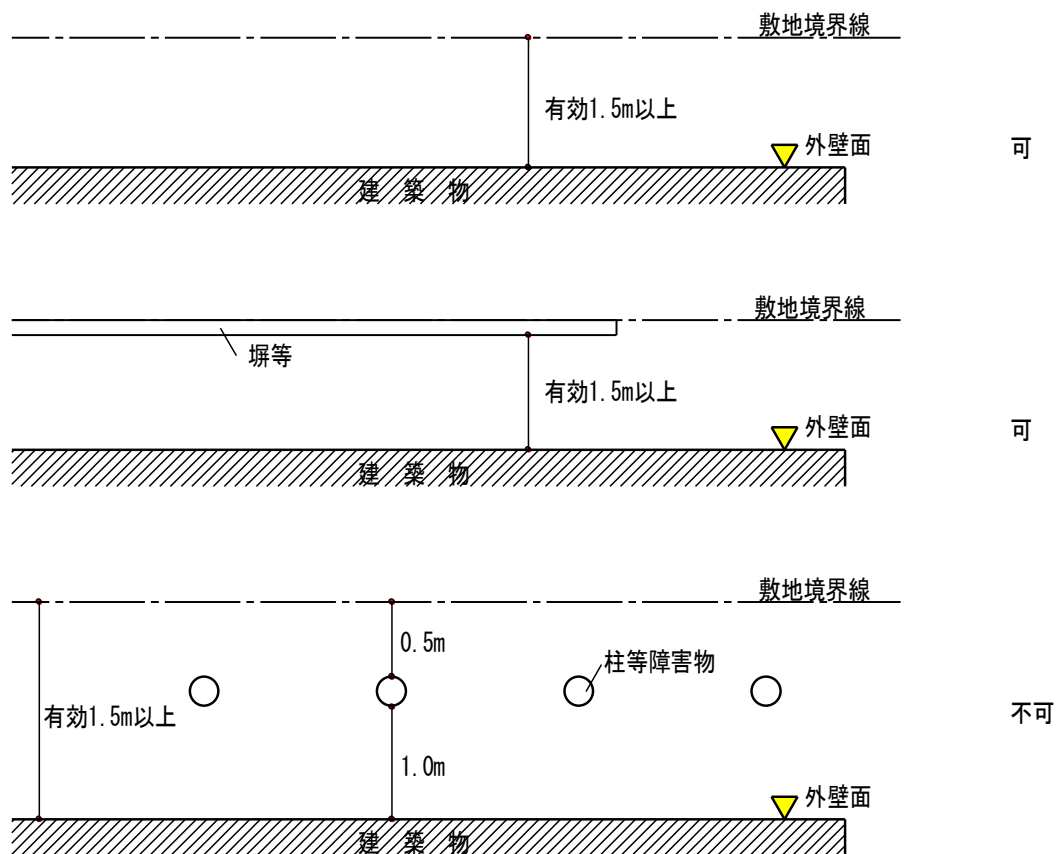 敷地境界線
有効1.5m以上
外壁面
可
建 築 物
敷地境界線
塀等
有効1.5m以上
外壁面
可
建 築 物
敷地境界線
0.5m
柱等障害物
有効1.5m以上
不可
1.0m
外壁面
建 築 物